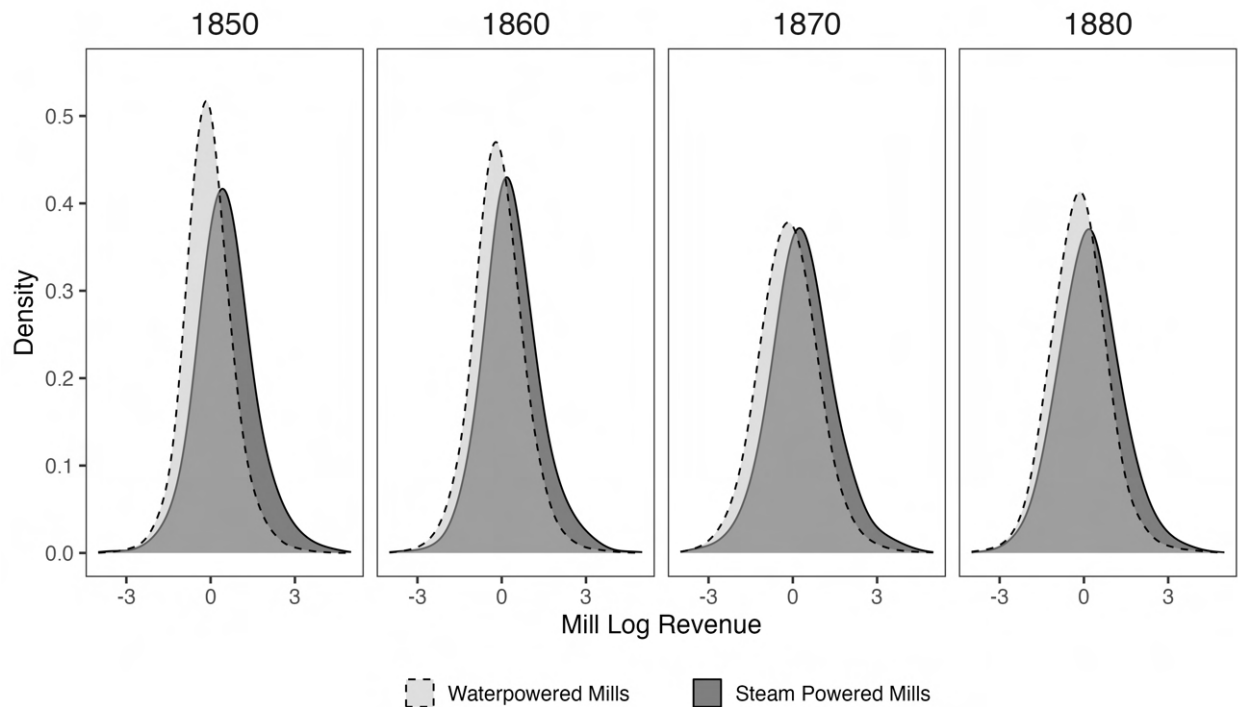 1850 1860 1870 1880
0.5
0.4
0.3
0.2
0.1
0.0
Density
-3 0 3 -3 0 3 -3 0 3 -3 0 3
Mill Log Revenue
Waterpowered Mills Steam Powered Mills